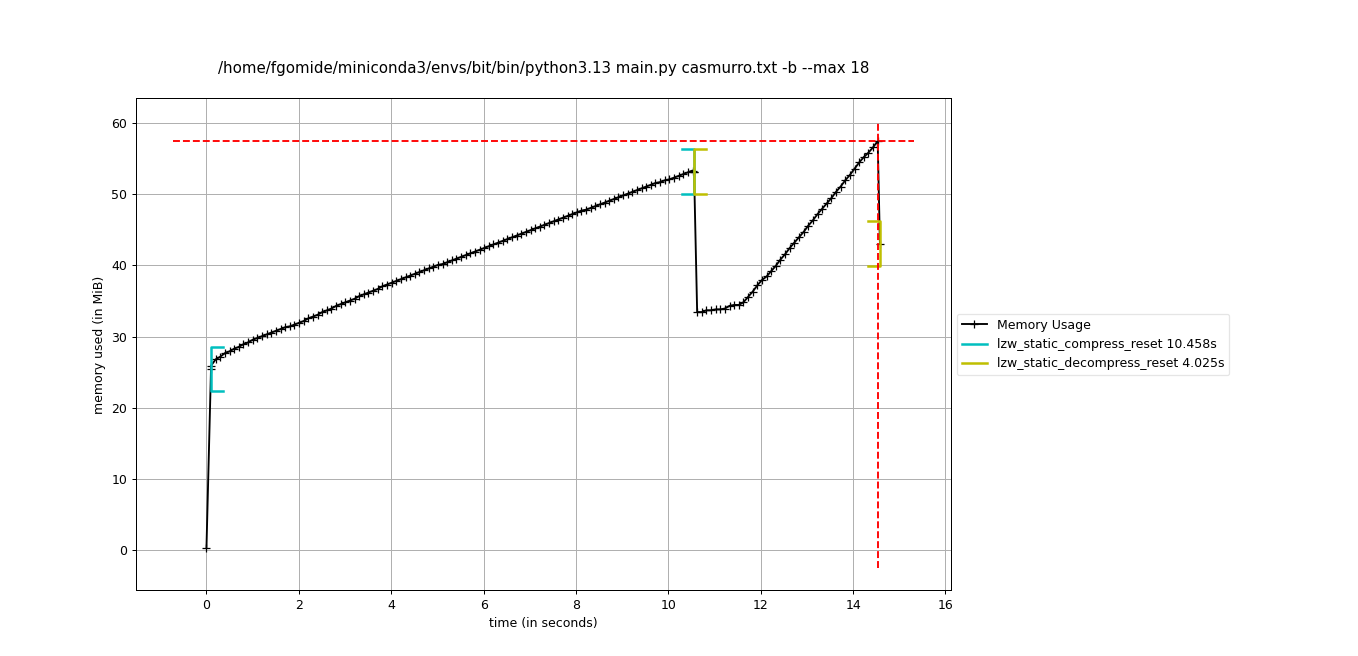 /home/fgomide/miniconda3/envs/bit/bin/python3.13 main.py casmurro.txt -b --max 18
60
50
40
30
20
10
0
memory used (in MiB)
0 2 4 6 8 10 12 14 16
time (in seconds)
Memory Usage
lzw_static_compress_reset 10.458s
lzw_static_decompress_reset 4.025s